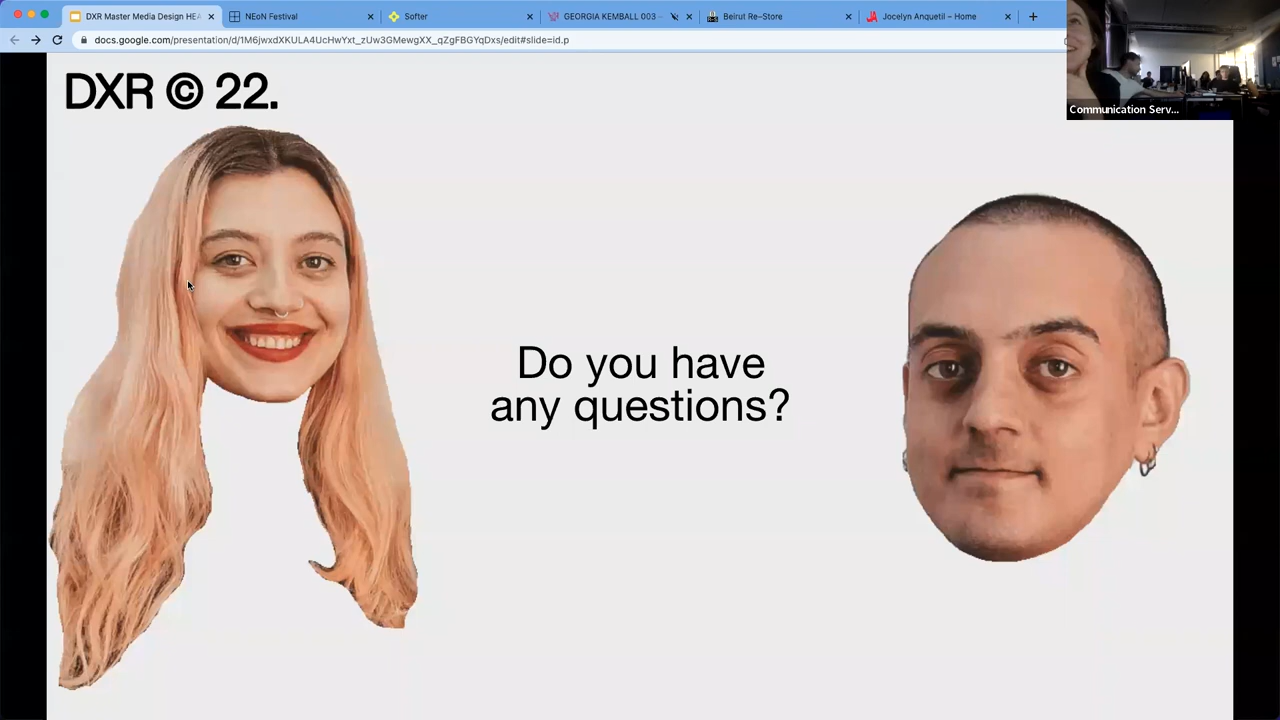 DXR Master Media Design HEA
NEoN Festival
Softer
GEORGIA KEMBALL 003 –
Beirut Re-Store
Jocelyn Anquetil – Home
docs.google.com/presentation/d/1M6jwxdXKULA4UcHwYxt_zUw3GMewgXX_qZgFBGYqDxs/edit#slide=id.p
Communication Serv...
DXR © 22.
Do you have
any questions?